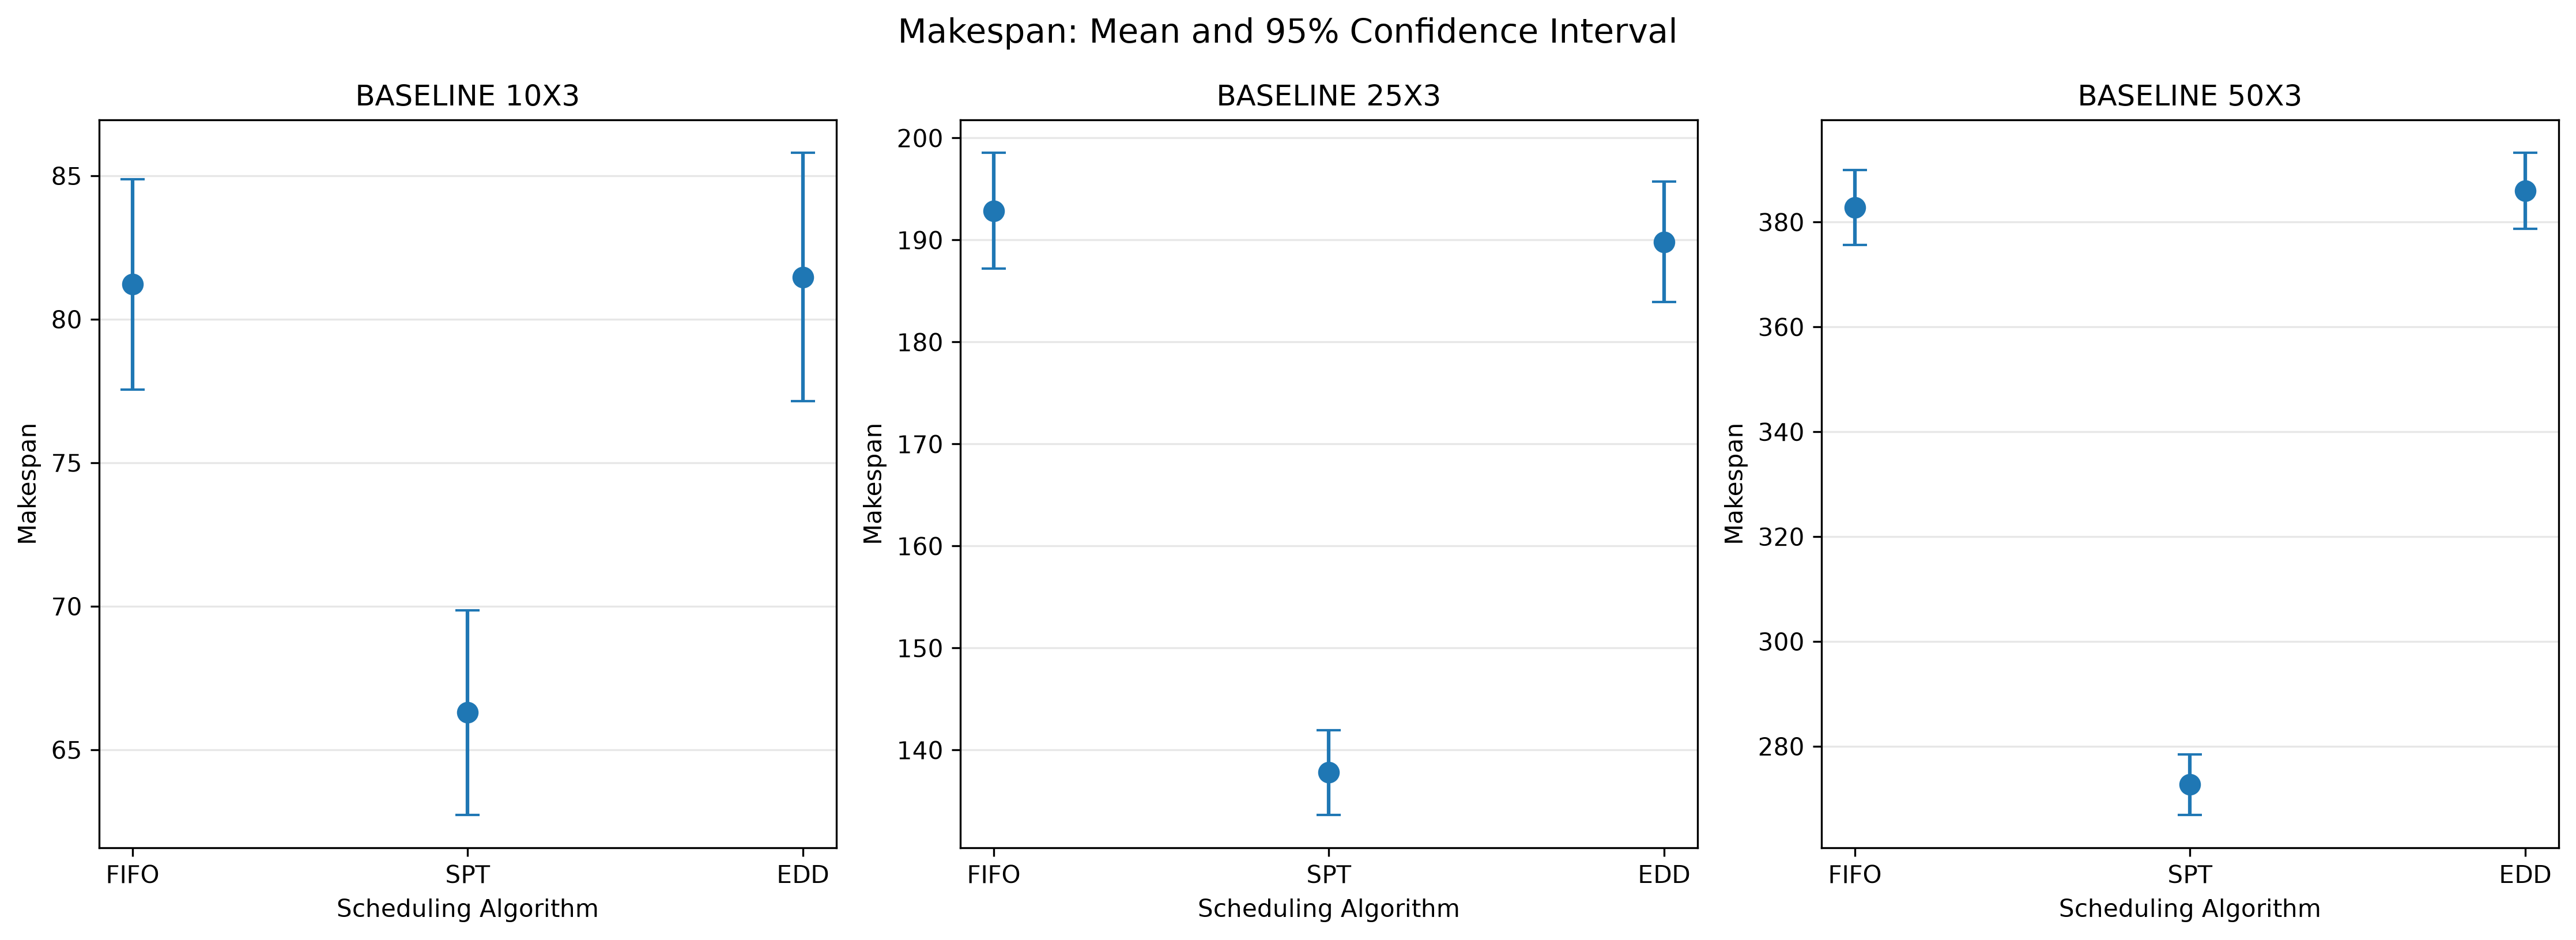 Makespan: Mean and 95% Confidence Interval
BASELINE 10X3
85
80
75
70
65
Makespan
FIFO SPT EDD
Scheduling Algorithm
BASELINE 25X3
200
190
180
170
160
150
140
Makespan
FIFO SPT EDD
Scheduling Algorithm
BASELINE 50X3
380
360
340
320
300
280
Makespan
FIFO SPT EDD
Scheduling Algorithm